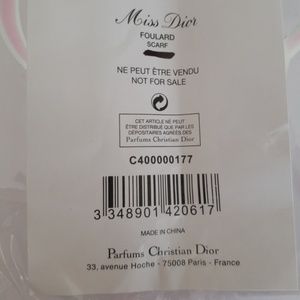 Miss Dior
FOULARD
SCARF
NE PEUT ÊTRE VENDU
NOT FOR SALE
CET ARTICLE NE PEUT
ÊTRE DISTRIBUÉ QUE PAR LES
DÉPOSITAIRES AGRÉÉS DES
Parfums Christian Dior
C400000177
3 348901 420617
MADE IN CHINA
Parfums Christian Dior
33, avenue Hoche - 75008 Paris - France